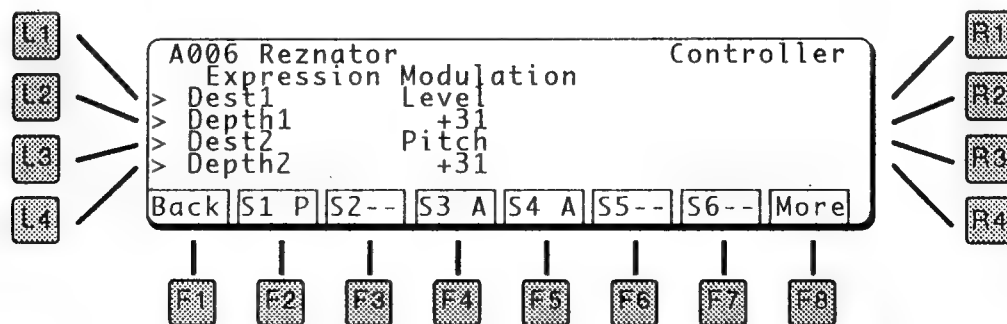 L1
L2
L3
L4
A006 Reznator Controller
Expression Modulation
> Dest1 Level
> Depth1 +31
> Dest2 Pitch
> Depth2 +31
Back S1 P S2-- S3 A S4 A S5-- S6-- More
F1 F2 F3 F4 F5 F6 F7 F8
R1
R2
R3
R4